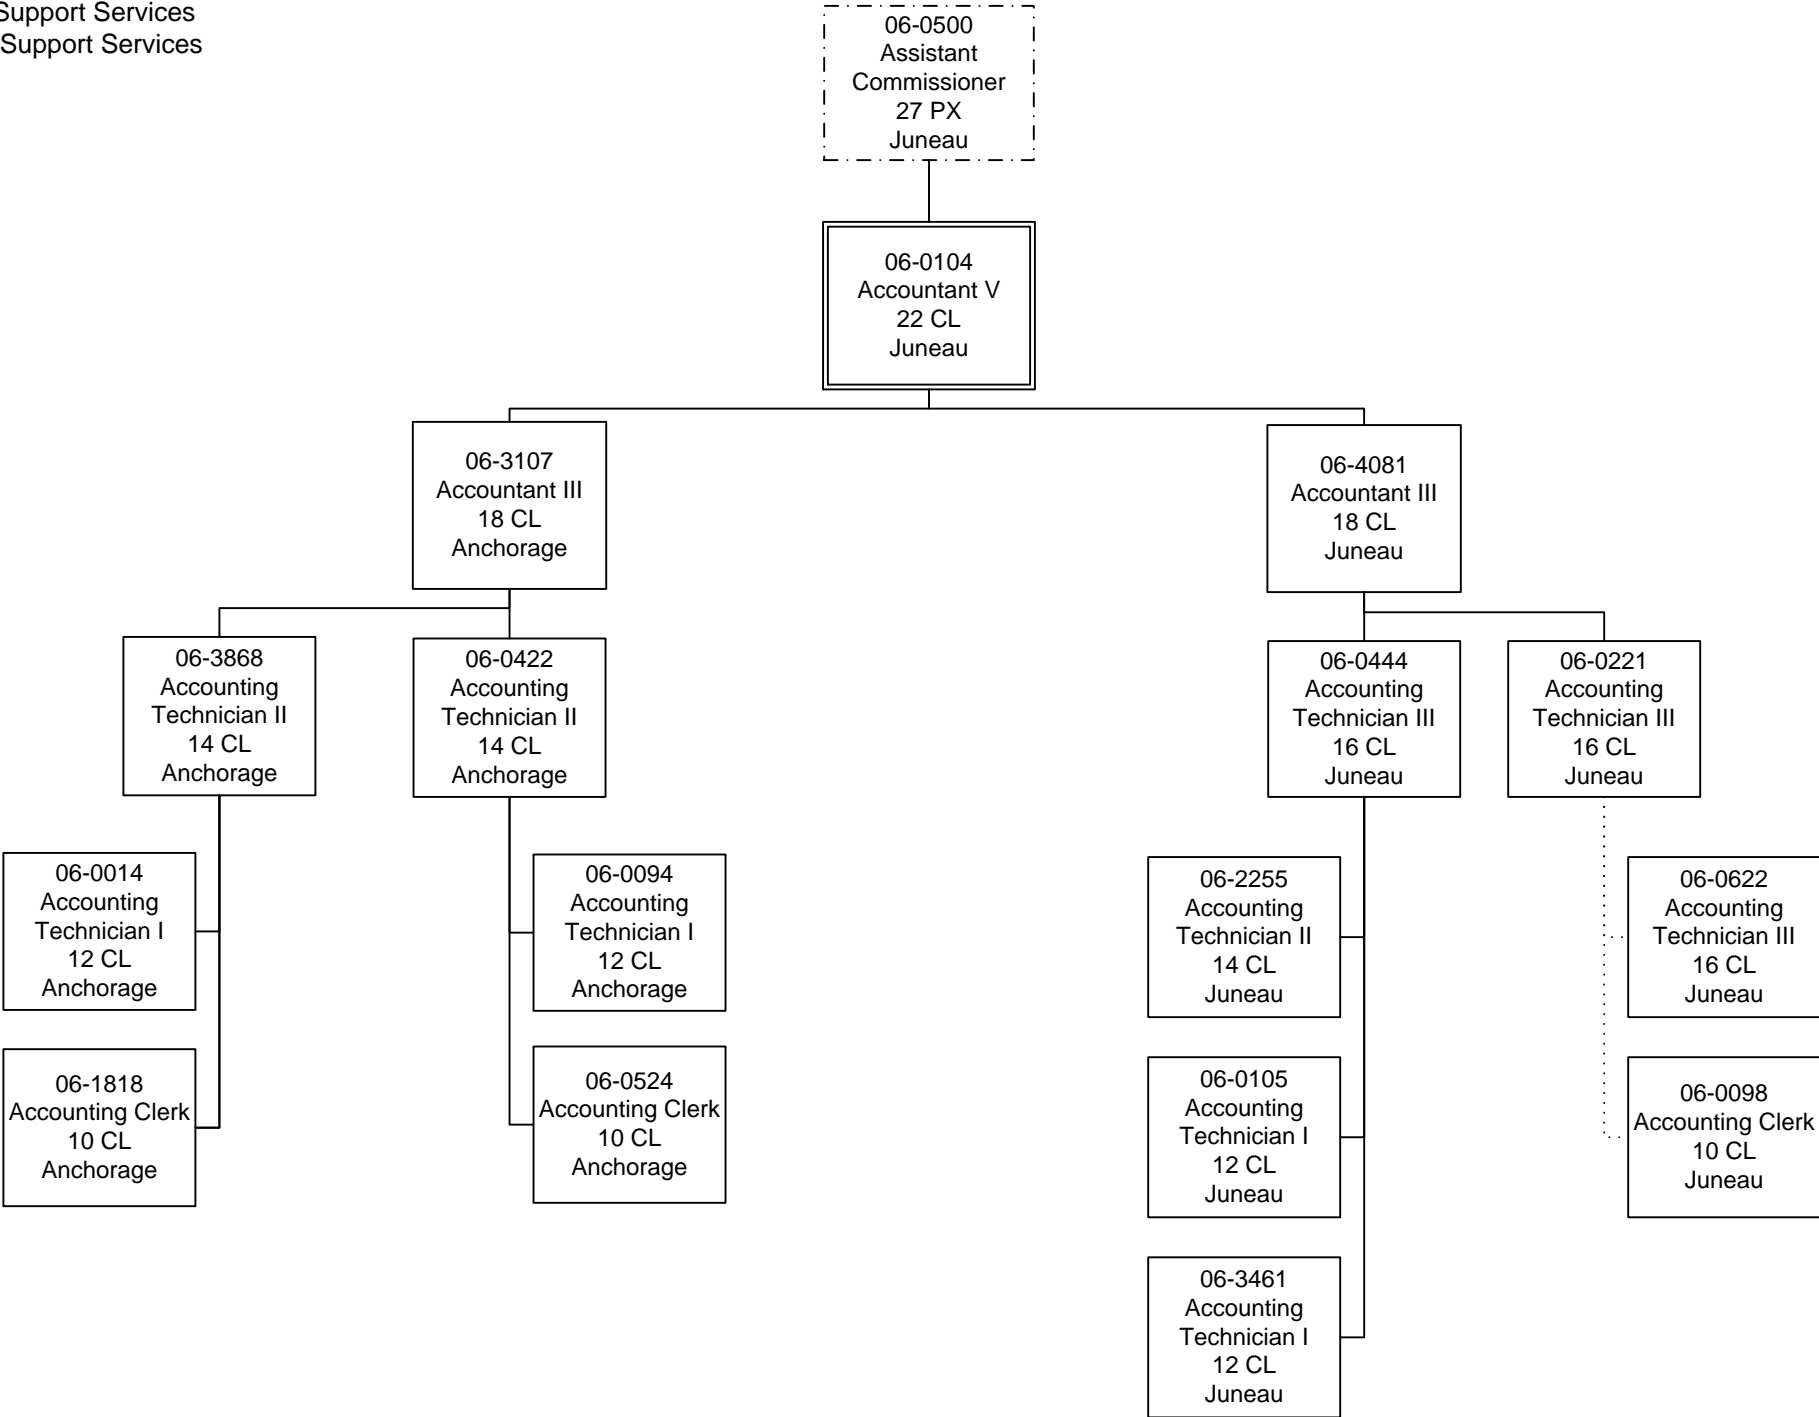 Support Services
Support Services
06-0500
Assistant
Commissioner
27 PX
Juneau
06-0104
Accountant V
22 CL
Juneau
06-3107
Accountant III
18 CL
Anchorage
06-4081
Accountant III
18 CL
Juneau
06-3868
Accounting
Technician II
14 CL
Anchorage
06-0422
Accounting
Technician II
14 CL
Anchorage
06-0444
Accounting
Technician III
16 CL
Juneau
06-0221
Accounting
Technician III
16 CL
Juneau
06-0014
Accounting
Technician I
12 CL
Anchorage
06-0094
Accounting
Technician I
12 CL
Anchorage
06-2255
Accounting
Technician II
14 CL
Juneau
06-0622
Accounting
Technician III
16 CL
Juneau
06-1818
Accounting Clerk
10 CL
Anchorage
06-0524
Accounting Clerk
10 CL
Anchorage
06-0105
Accounting
Technician I
12 CL
Juneau
06-0098
Accounting Clerk
10 CL
Juneau
06-3461
Accounting
Technician I
12 CL
Juneau